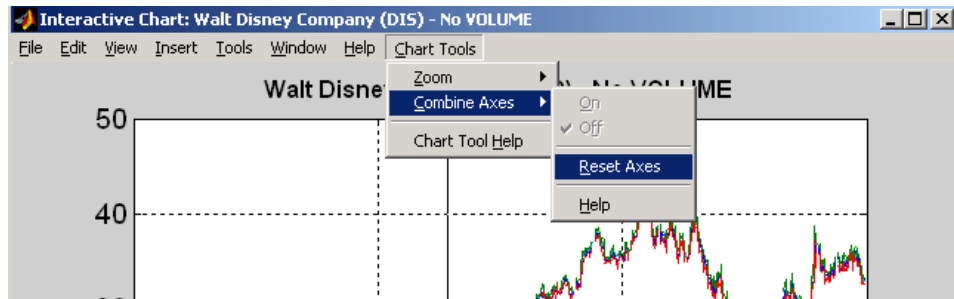 Interactive Chart: Walt Disney Company (DIS) - No VOLUME
File Edit View Insert Tools Window Help Chart Tools
Zoom
Combine Axes
Chart Tool Help
On
Off
Reset Axes
Help
Walt Disne No VOLUME
50
40